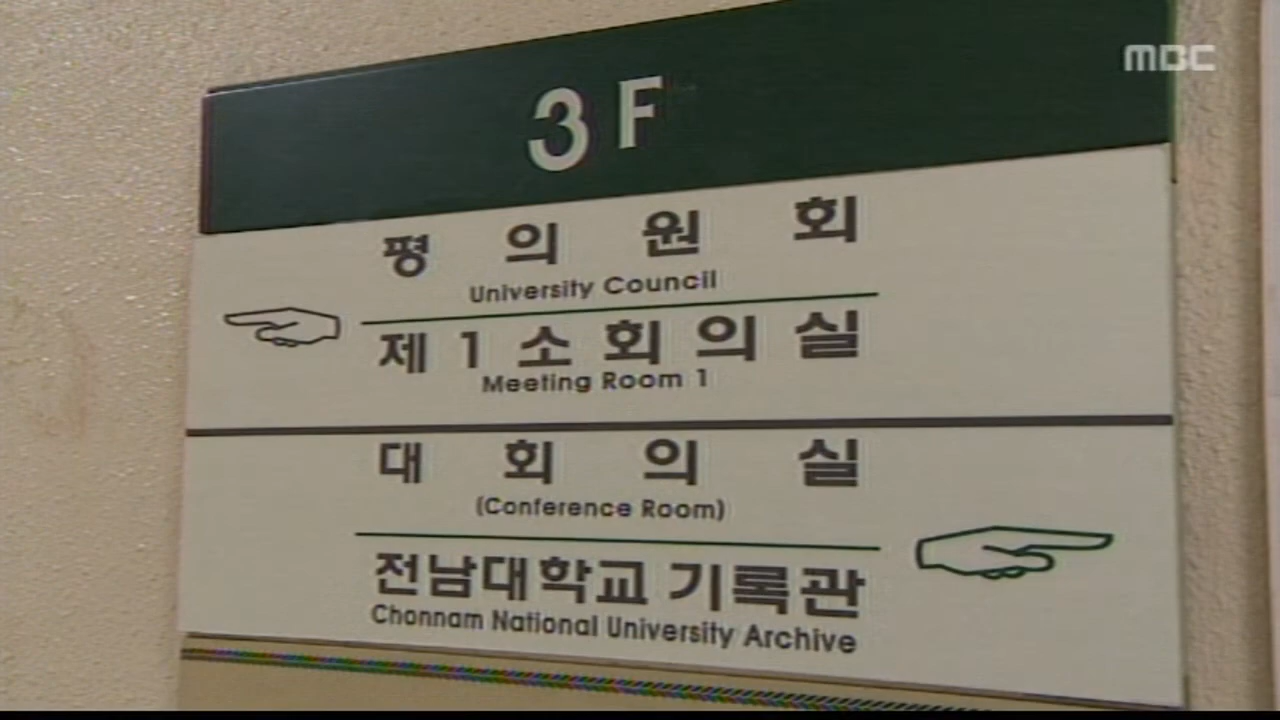 MBC
3F
평의원회
University Council
제1소회의실
Meeting Room 1
대회의실
(Conference Room)
전남대학교 기록관
Chonnam National University Archive